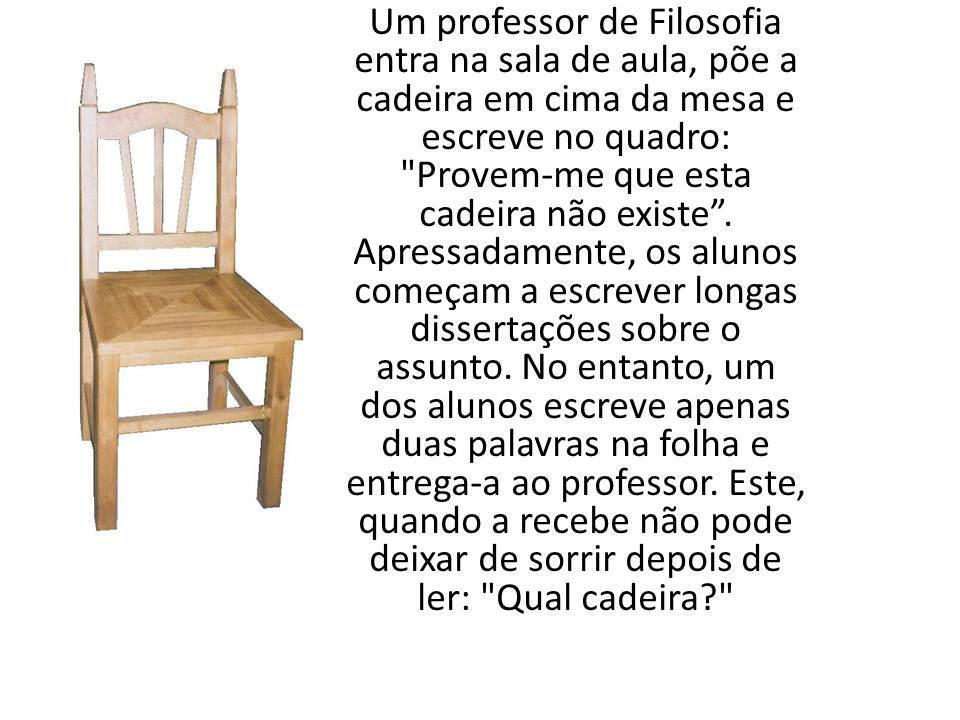 Um professor de Filosofia
entra na sala de aula, põe a
cadeira em cima da mesa e
escreve no quadro:
"Provem-me que esta
cadeira não existe”.
Apressadamente, os alunos
começam a escrever longas
dissertações sobre o
assunto. No entanto, um
dos alunos escreve apenas
duas palavras na folha e
entrega-a ao professor. Este,
quando a recebe não pode
deixar de sorrir depois de
ler: "Qual cadeira?"